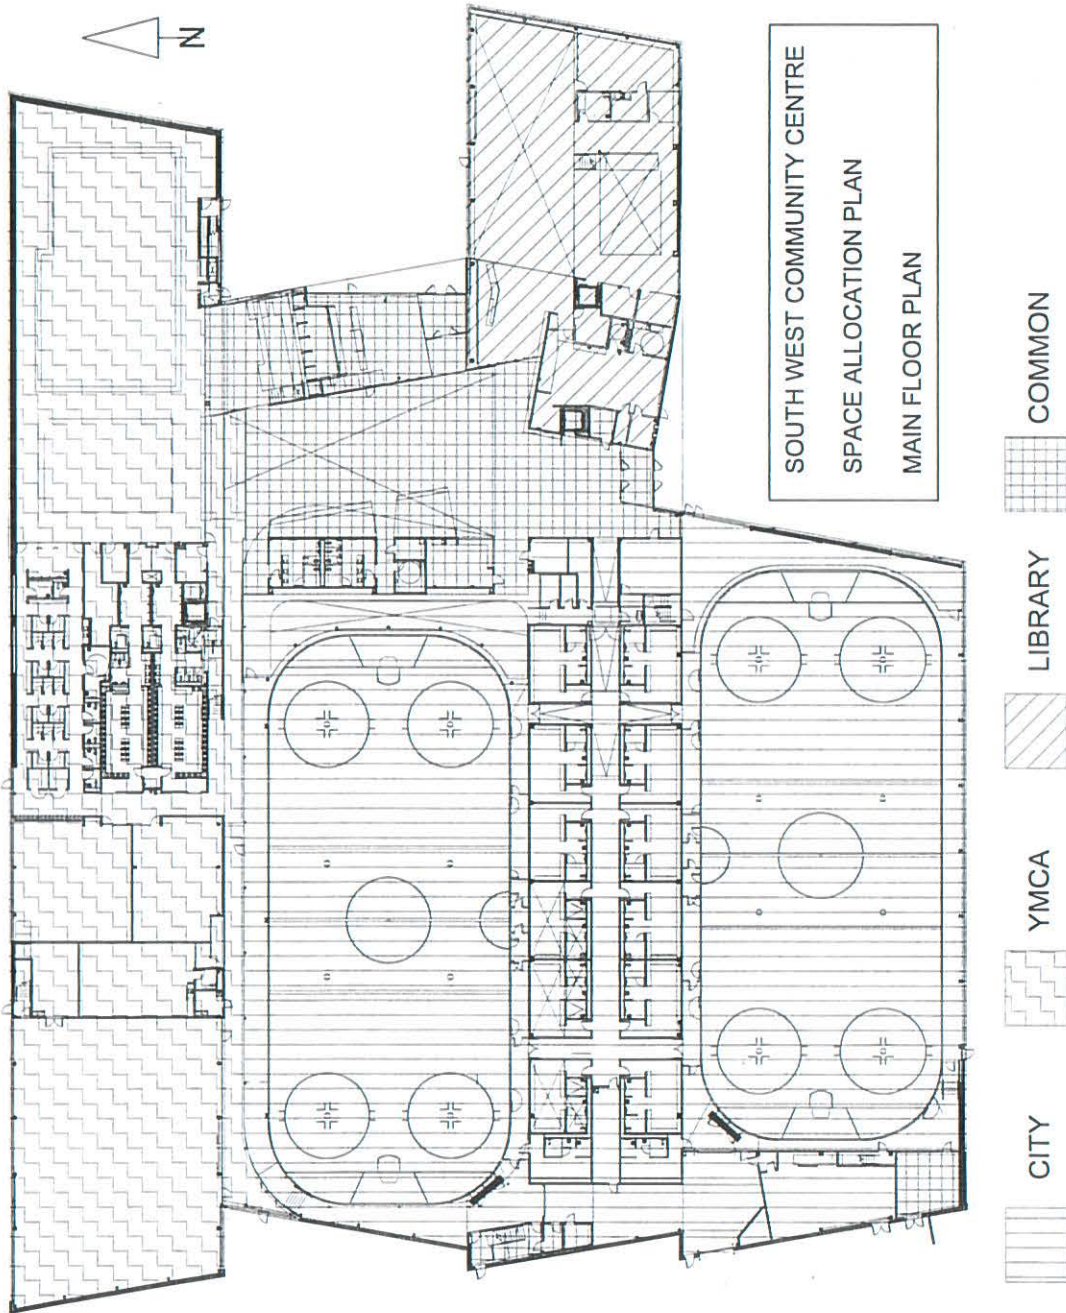 N
SOUTH WEST COMMUNITY CENTRE
SPACE ALLOCATION PLAN
MAIN FLOOR PLAN
CITY
YMCA
LIBRARY
COMMON